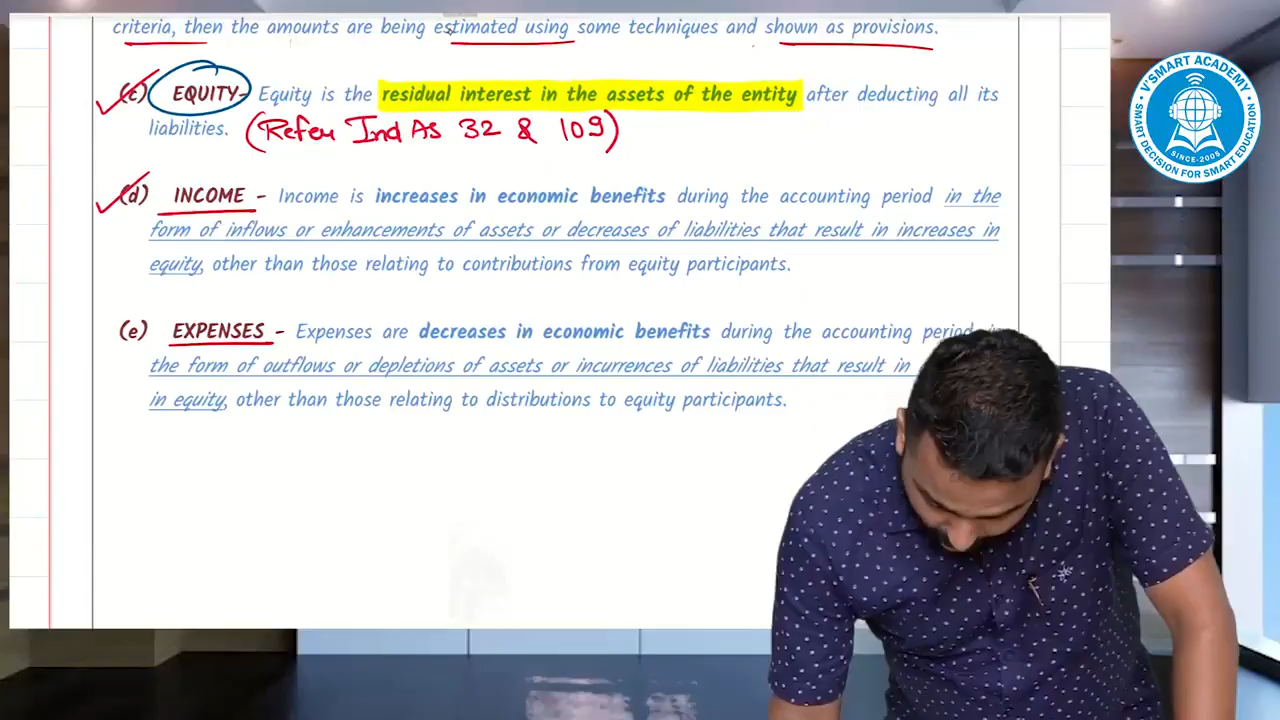 criteria, then the amounts are being estimated using some techniques and shown as provisions.
(c) EQUITY- Equity is the residual interest in the assets of the entity after deducting all its
liabilities. (Refer Ind As 32 & 109)
(d) INCOME - Income is increases in economic benefits during the accounting period in the
form of inflows or enhancements of assets or decreases of liabilities that result in increases in
equity, other than those relating to contributions from equity participants.
(e) EXPENSES - Expenses are decreases in economic benefits during the accounting period
the form of outflows or depletions of assets or incurrences of liabilities that result in
in equity, other than those relating to distributions to equity participants.
V'SMART ACADEMY
SINCE-2006
SMART DECISION FOR SMART EDUCATION